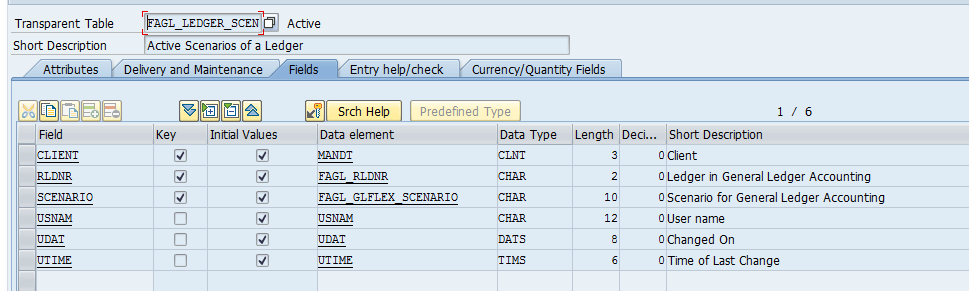 Transparent Table FAGL_LEDGER_SCEN Active
Short Description Active Scenarios of a Ledger
Attributes Delivery and Maintenance Fields Entry help/check Currency/Quantity Fields
Srch Help Predefined Type 1 / 6
Field Key Initial Values Data element Data Type Length Deci... Short Description
CLIENT MANDT CLNT 3 0 Client
RLDNR FAGL_RLDNR CHAR 2 0 Ledger in General Ledger Accounting
SCENARIO FAGL_GLFLEX_SCENARIO CHAR 10 0 Scenario for General Ledger Accounting
USNAM USNAM CHAR 12 0 User name
UDAT UDAT DATS 8 0 Changed On
UTIME UTIME TIMS 6 0 Time of Last Change